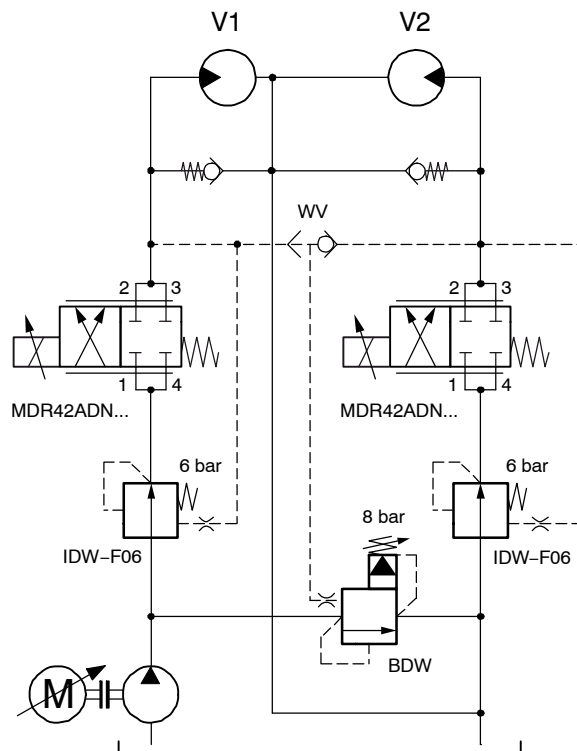 V1 V2
WV
2 3 2 3
1 4 1 4
MDR42ADN... MDR42ADN...
6 bar 6 bar
8 bar
IDW–F06 IDW–F06
BDW
M